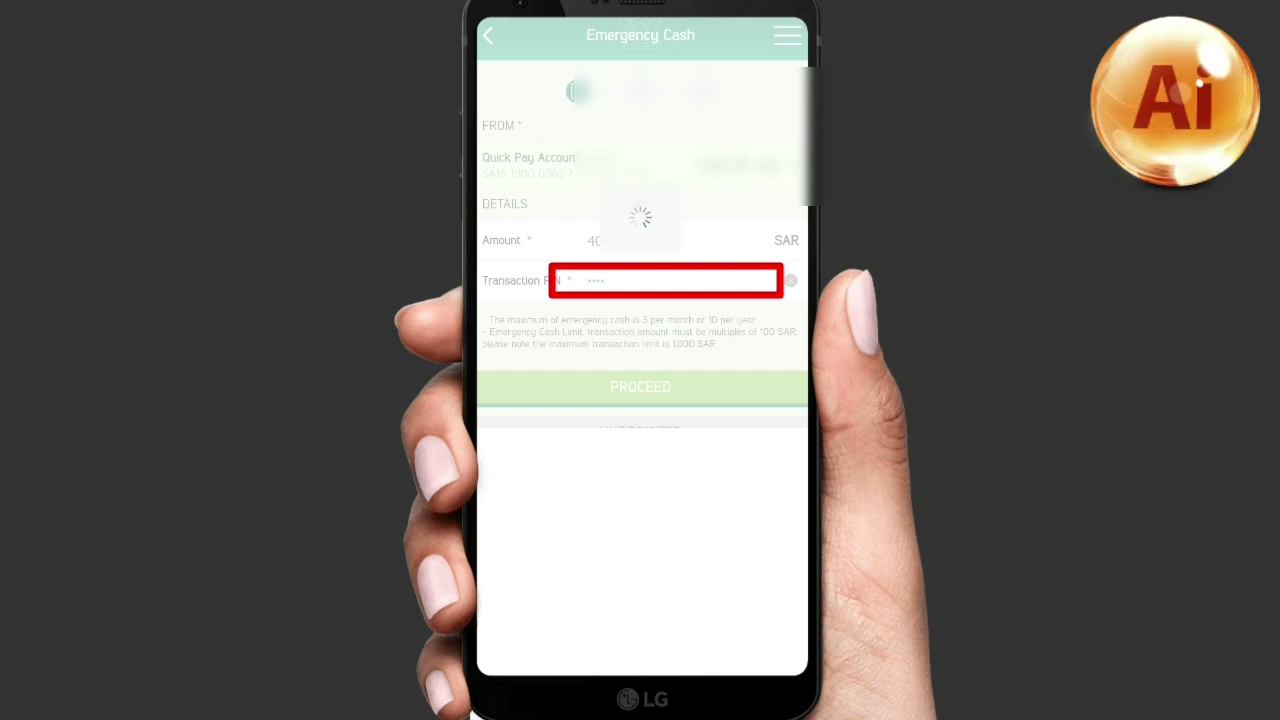 Emergency Cash
Ai
FROM *
Quick Pay Accoun
SA16 1000 0062 7
DETAILS
Amount * 40 SAR
Transaction PIN * ••••
- The maximum of emergency cash is 3 per month or 10 per year.
- Emergency Cash Limit: transaction amount must be multiples of 100 SAR,
please note the maximum transaction limit is 1,000 SAR
PROCEED
LG